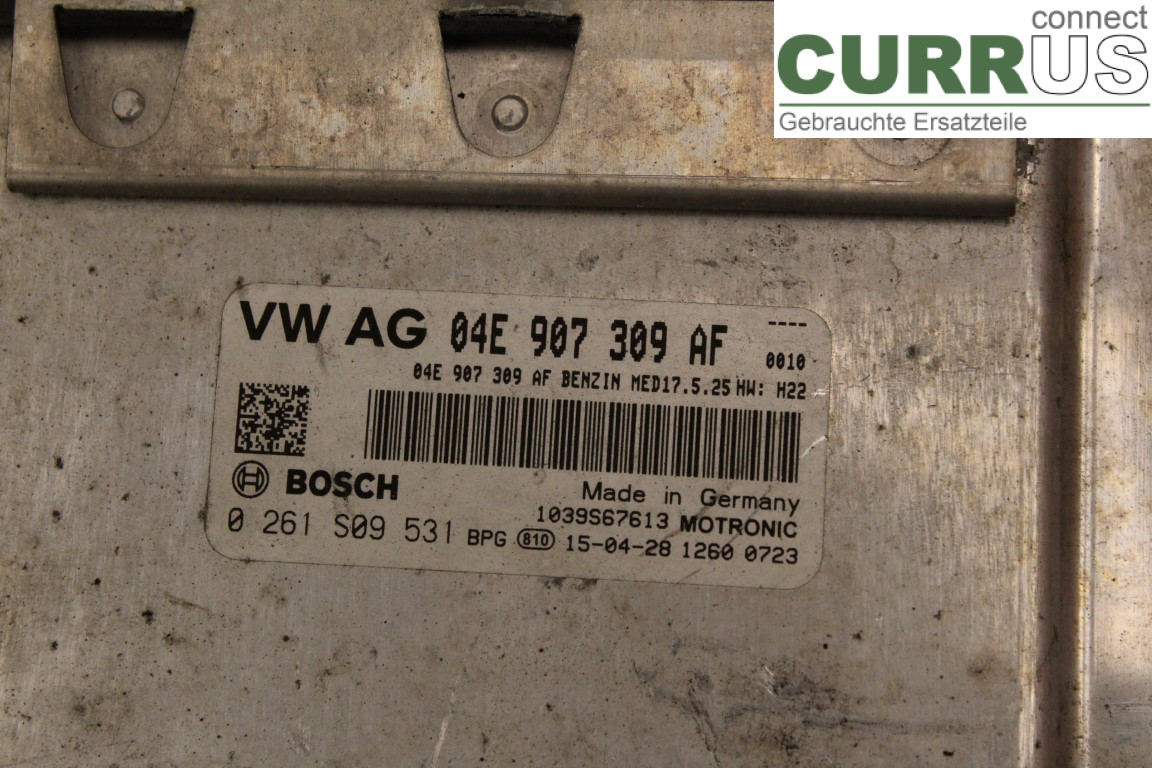 connect
CURRUS
Gebrauchte Ersatzteile
VW AG 04E 907 309 AF ----
0010
04E 907 309 AF BENZIN MED17.5.25 HW: H22
BOSCH
Made in Germany
1039S67613 MOTRONIC
0 261 S09 531 BPG 810 15-04-28 1260 0723